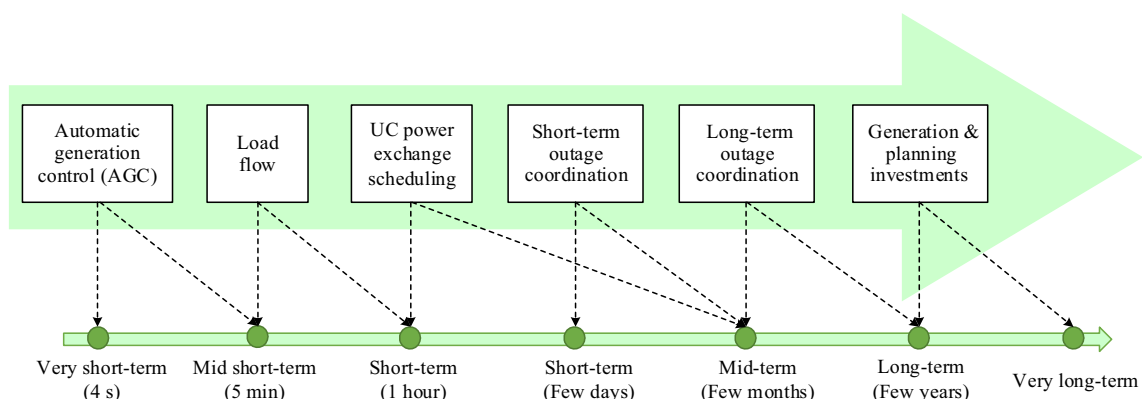 Automatic
generation
control (AGC)
Load
flow
UC power
exchange
scheduling
Short-term
outage
coordination
Long-term
outage
coordination
Generation &
planning
investments
Very short-term
(4 s)
Mid short-term
(5 min)
Short-term
(1 hour)
Short-term
(Few days)
Mid-term
(Few months)
Long-term
(Few years)
Very long-term